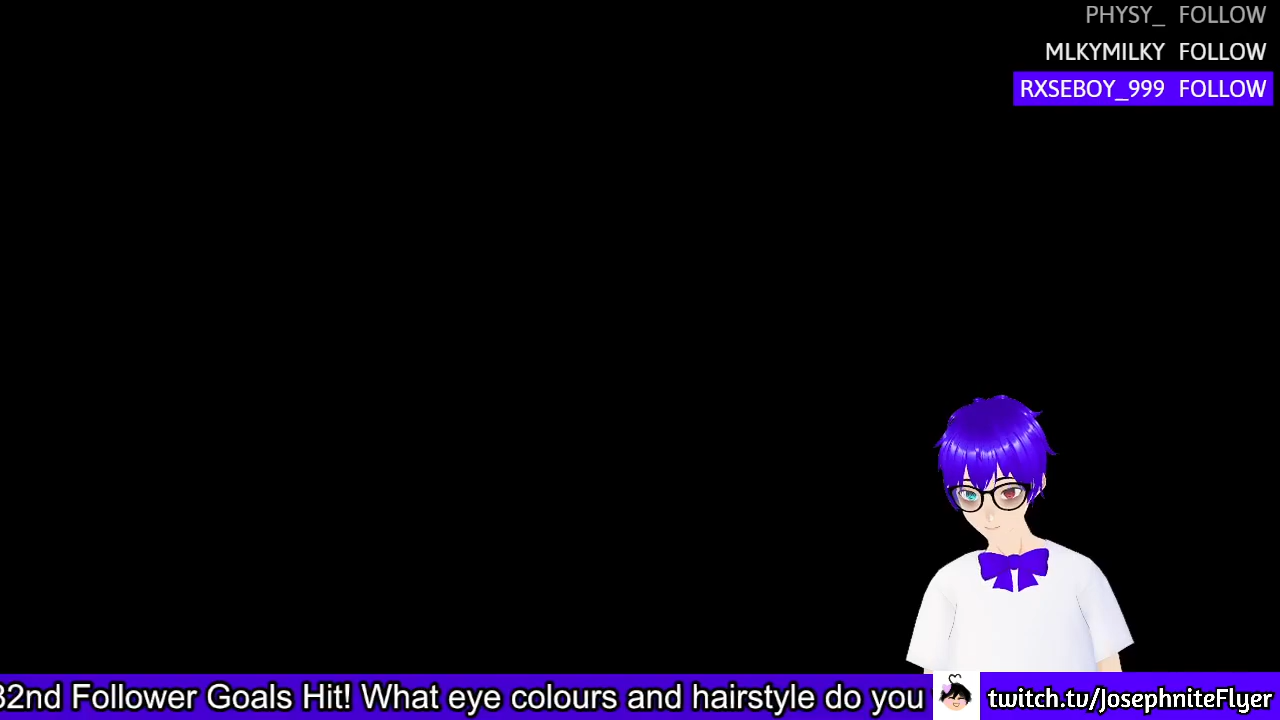 PHYSY_ FOLLOW
MLKYMILKY FOLLOW
RXSEBOY_999 FOLLOW
32nd Follower Goals Hit! What eye colours and hairstyle do you
twitch.tv/JosephniteFlyer